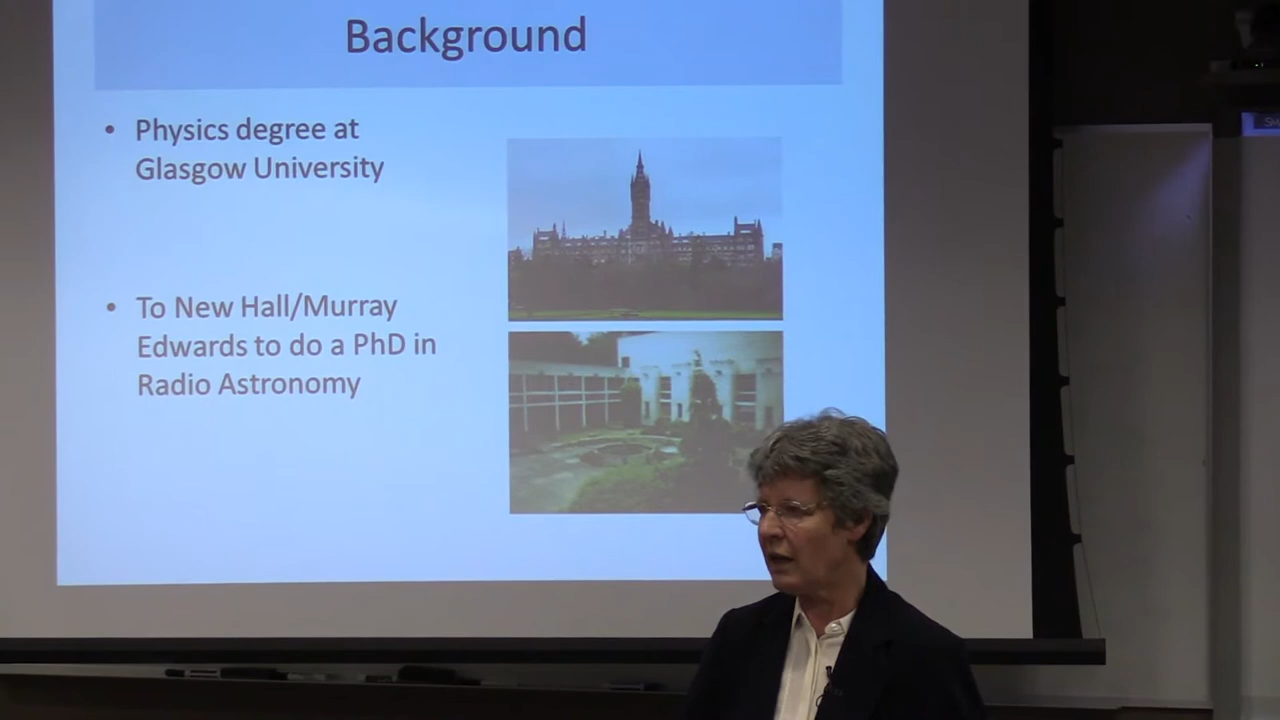 Background
• Physics degree at
Glasgow University
• To New Hall/Murray
Edwards to do a PhD in
Radio Astronomy